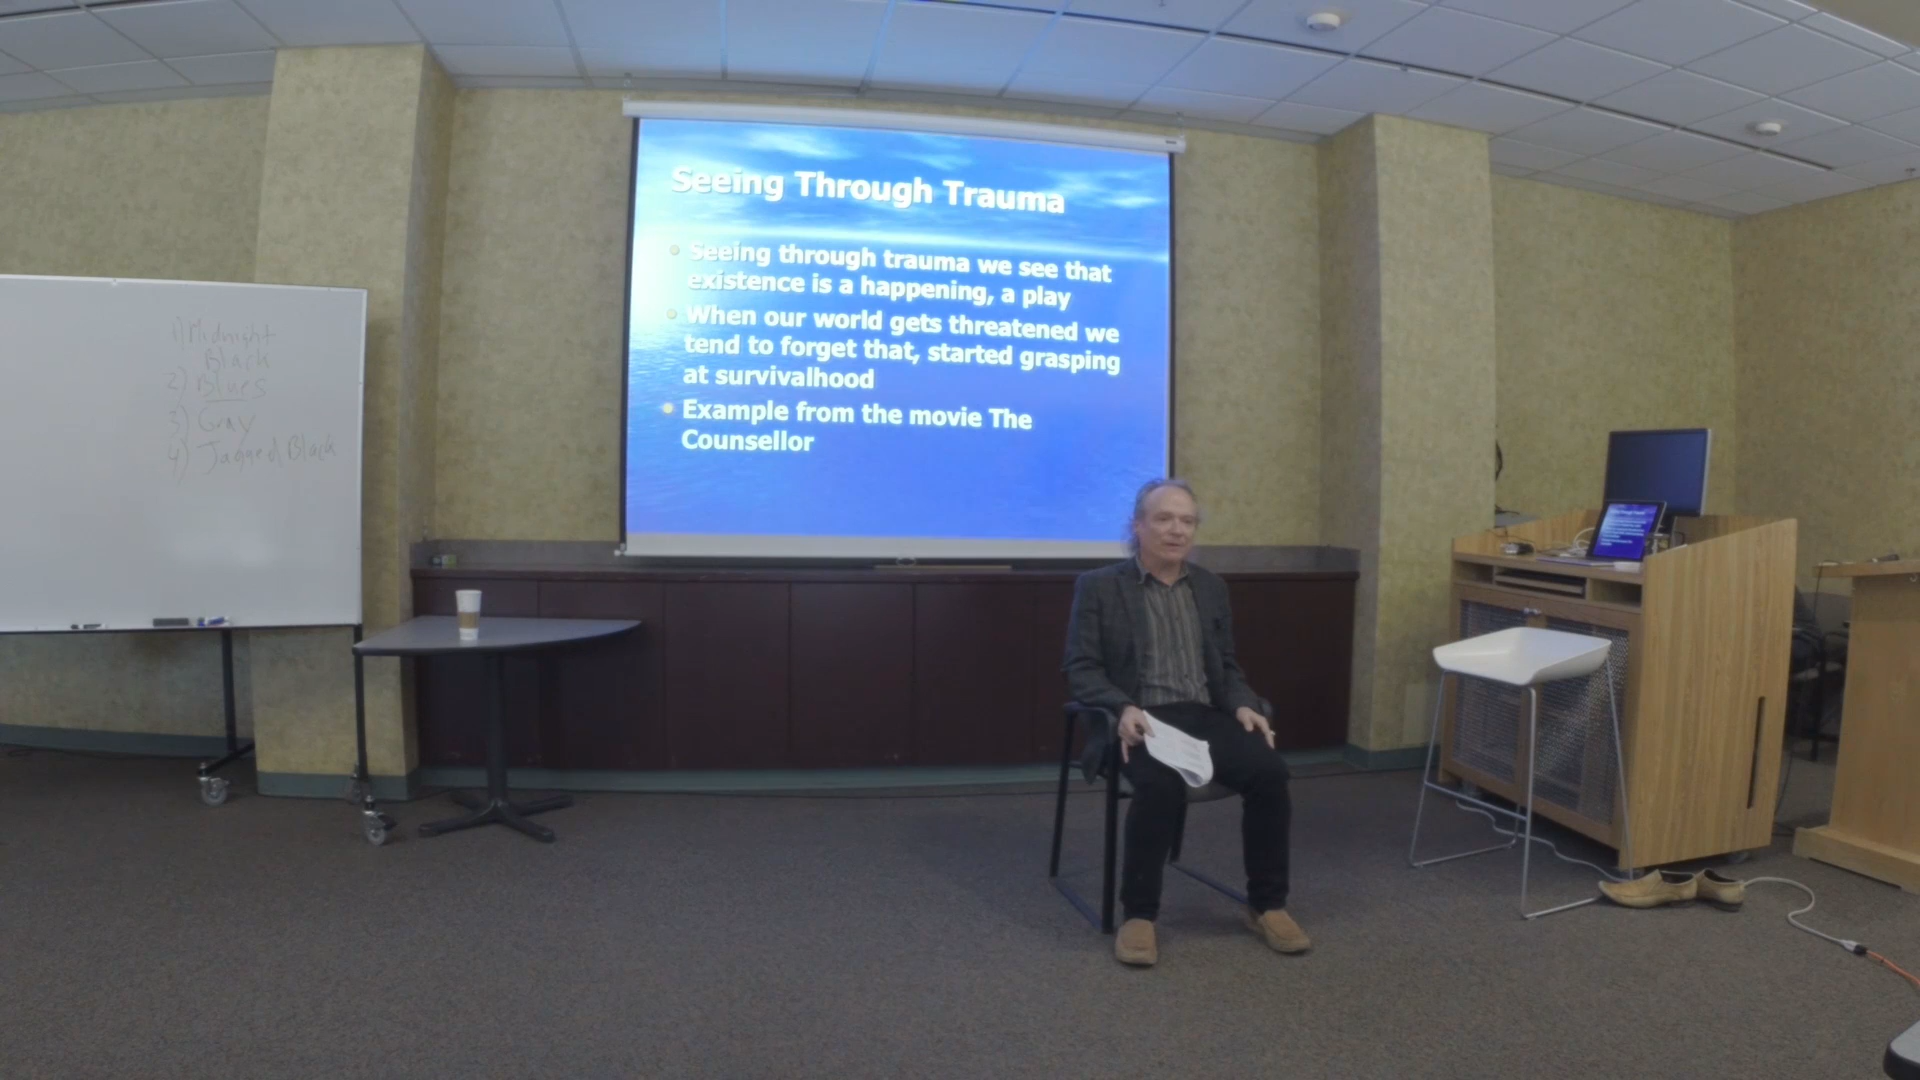 1) Midnight
Black
2) Blues
3) Gray
4) Jagged Black
Seeing Through Trauma
• Seeing through trauma we see that
existence is a happening, a play
• When our world gets threatened we
tend to forget that, started grasping
at survivalhood
• Example from the movie The
Counsellor